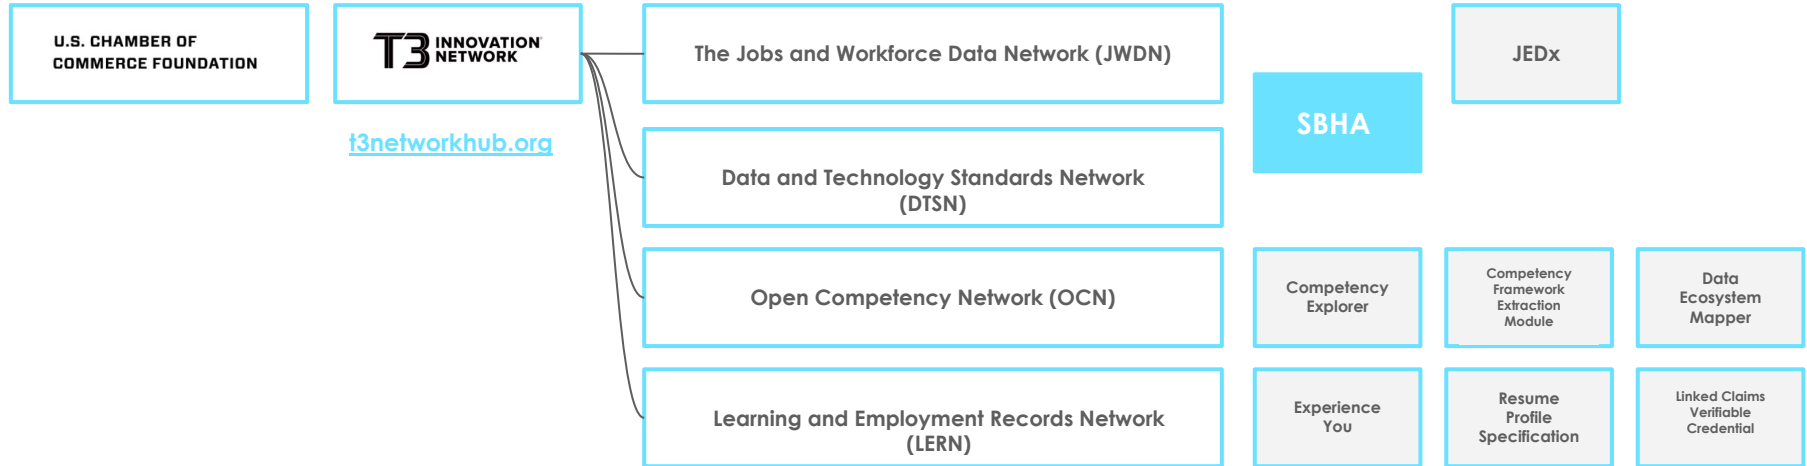 U.S. CHAMBER OF
COMMERCE FOUNDATION
T3 INNOVATION
NETWORK
t3networkhub.org
The Jobs and Workforce Data Network (JWDN)
JEDx
SBHA
Data and Technology Standards Network
(DTSN)
Open Competency Network (OCN)
Competency
Explorer
Competency
Framework
Extraction
Module
Data
Ecosystem
Mapper
Learning and Employment Records Network
(LERN)
Experience
You
Resume
Profile
Specification
Linked Claims
Verifiable
Credential